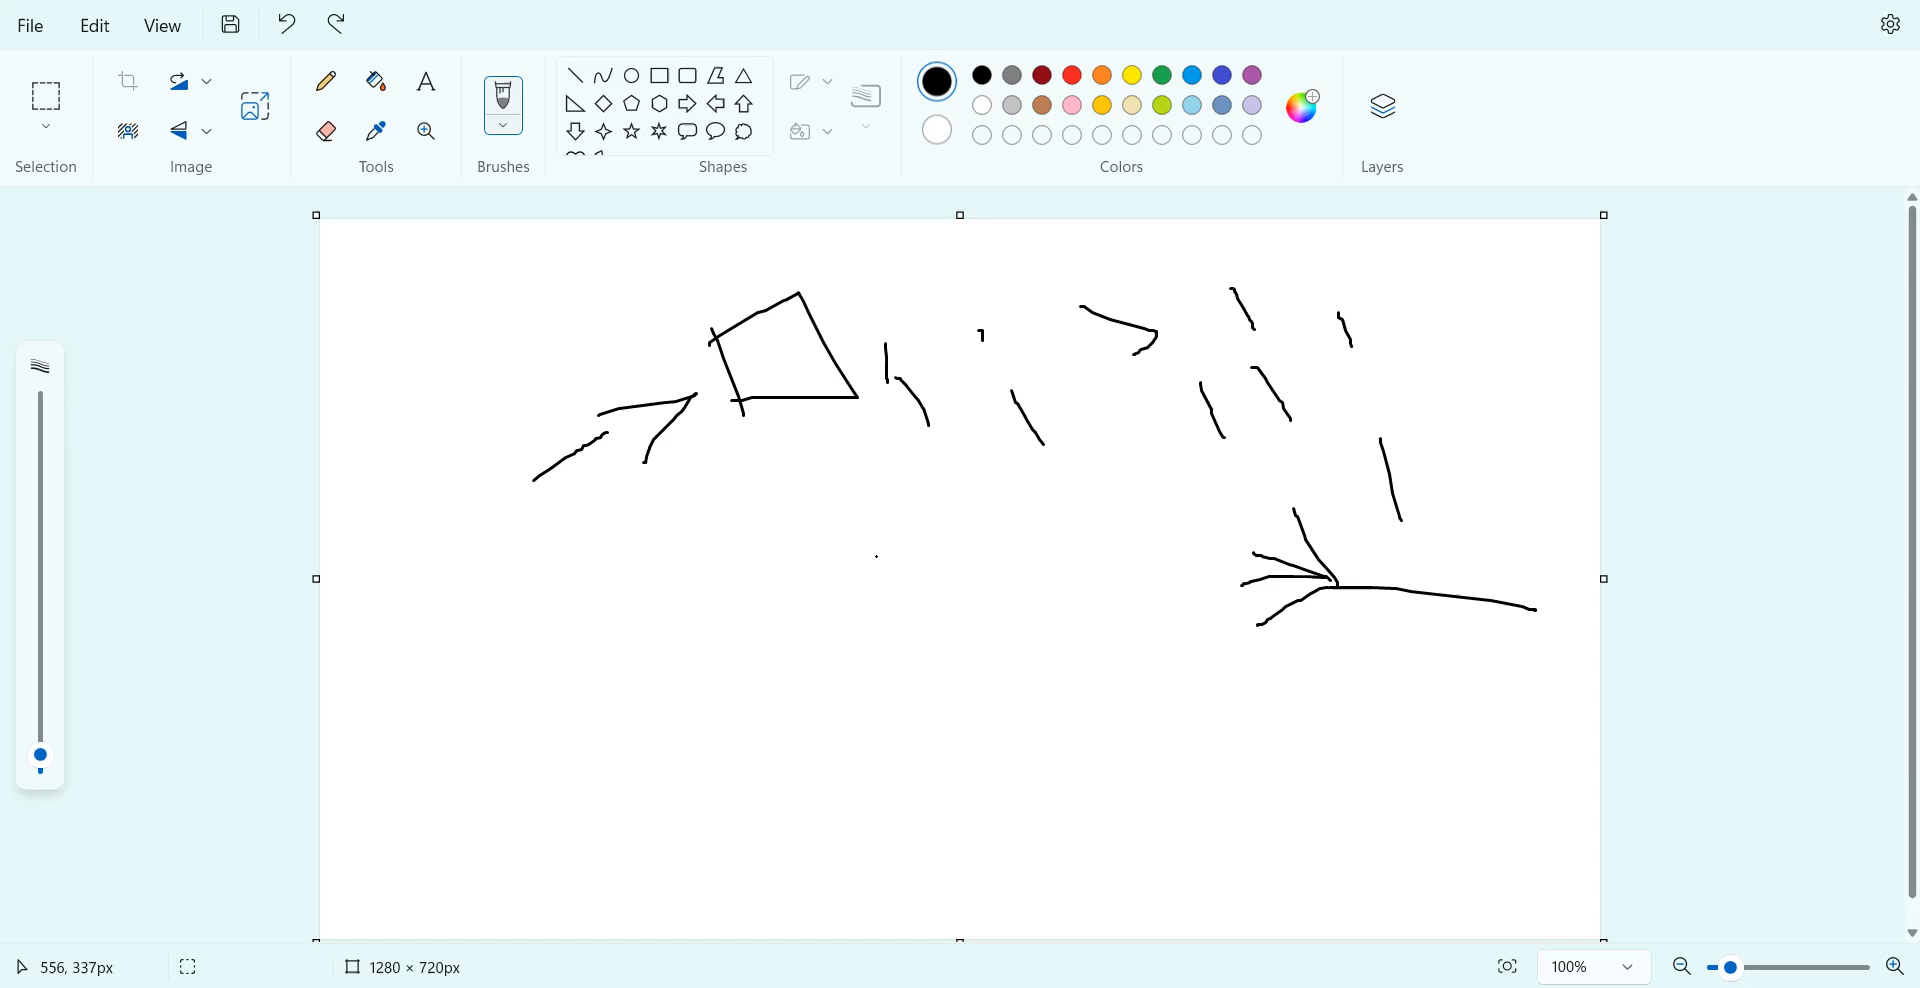 File Edit View
Selection Image Tools Brushes Shapes Colors Layers
556, 337px 1280 × 720px 100%